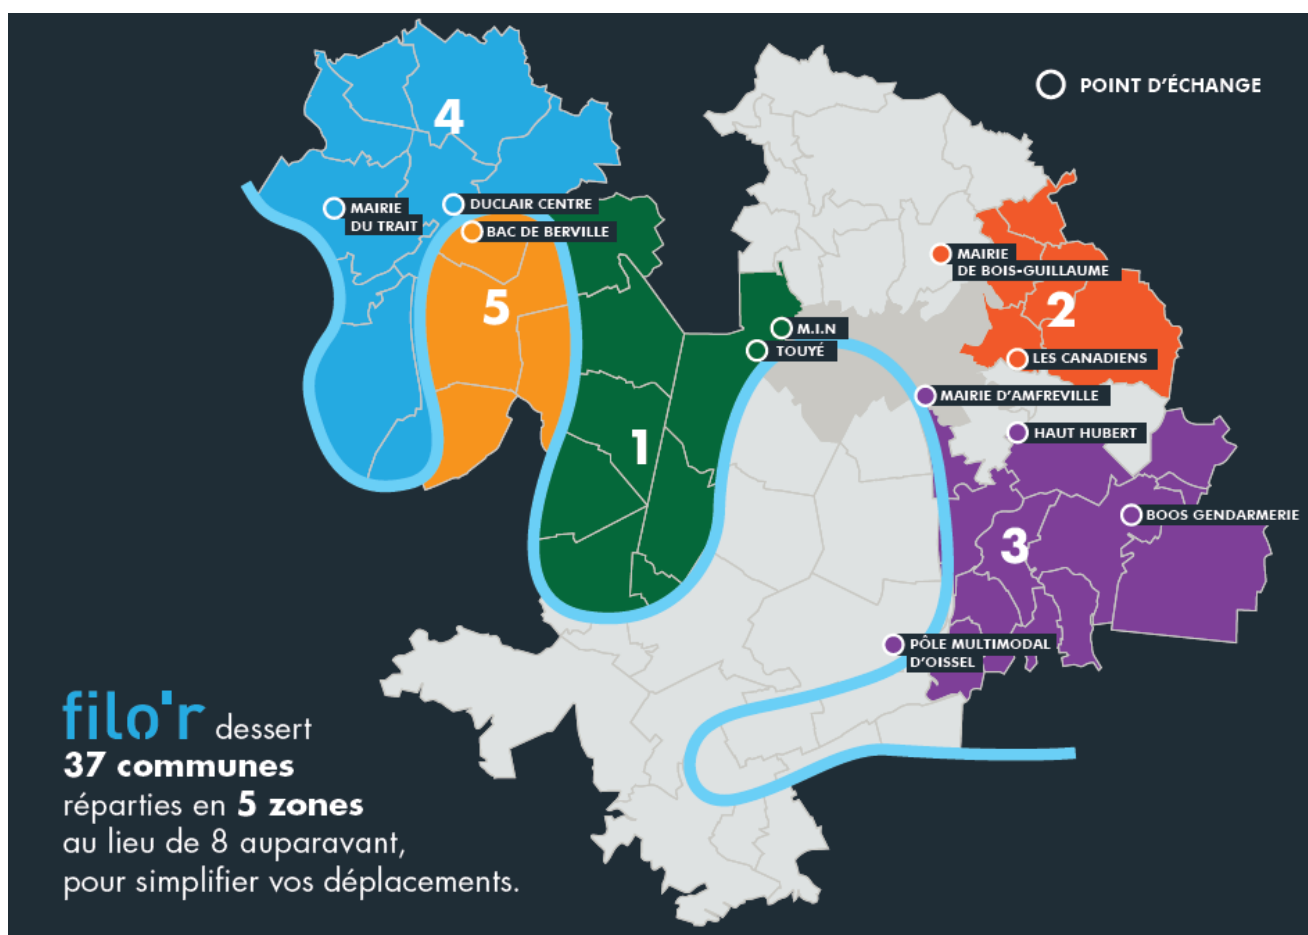 POINT D'ÉCHANGE
4
MAIRIE
DU TRAIT
DUCLAIR CENTRE
BAC DE BERVILLE
5
MAIRIE
DE BOIS-GUILLAUME
2
M.I.N
TOUYÉ
LES CANADIENS
MAIRIE D'AMFREVILLE
HAUT HUBERT
1
BOOS GENDARMERIE
3
PÔLE MULTIMODAL
D'OISSEL
filo'r dessert
37 communes
réparties en 5 zones
au lieu de 8 auparavant,
pour simplifier vos déplacements.